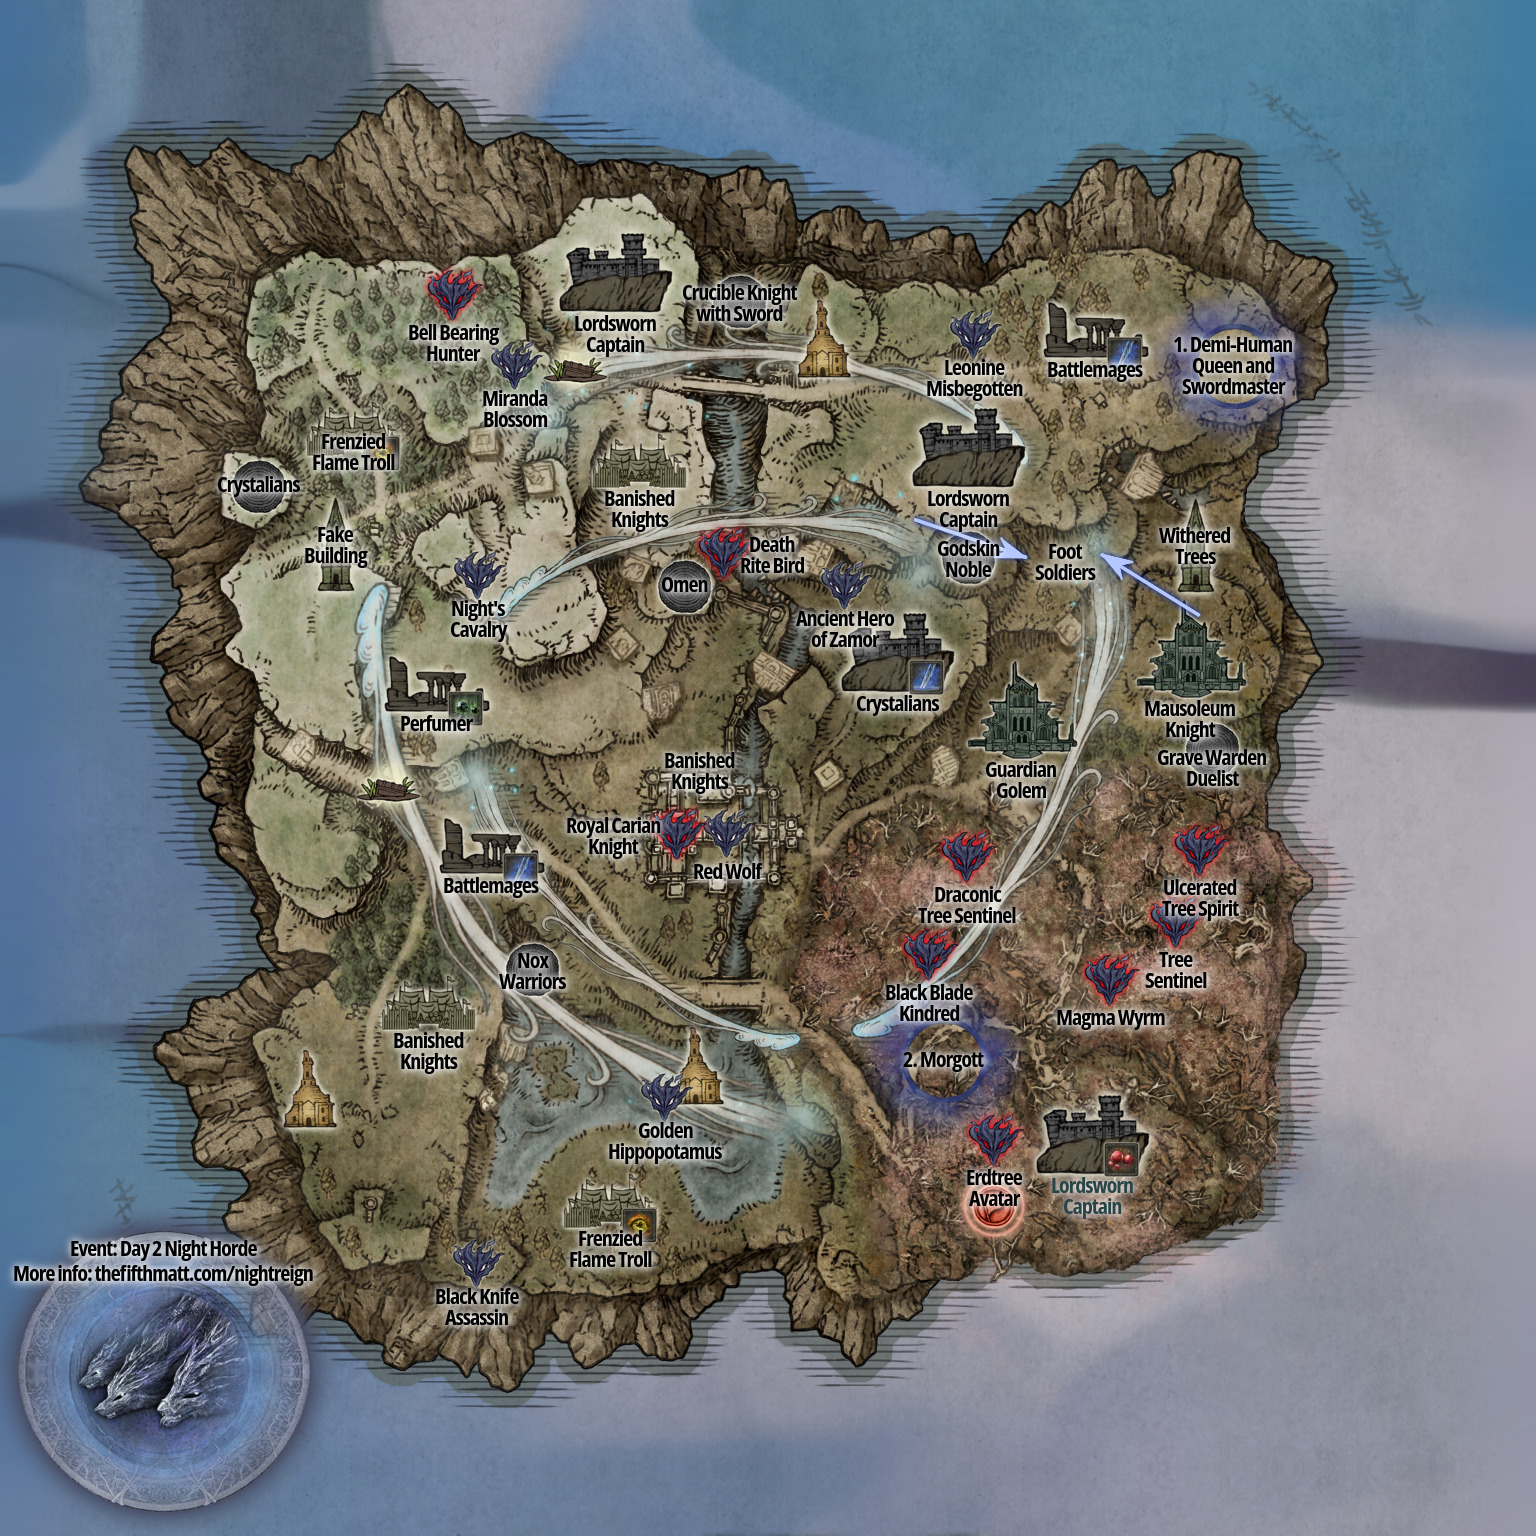 Bell Bearing
Hunter
Lordsworn
Captain
Crucible Knight
with Sword
Leonine
Misbegotten
Battlemages
1. Demi-Human
Queen and
Swordmaster
Miranda
Blossom
Frenzied
Flame Troll
Crystalians
Banished
Knights
Lordsworn
Captain
Fake
Building
Death
Rite Bird
Godskin
Noble
Foot
Soldiers
Withered
Trees
Night's
Cavalry
Omen
Ancient Hero
of Zamor
Crystalians
Perfumer
Mausoleum
Knight
Grave Warden
Duelist
Guardian
Golem
Banished
Knights
Royal Carian
Knight
Red Wolf
Battlemages
Draconic
Tree Sentinel
Ulcerated
Tree Spirit
Tree
Sentinel
Nox
Warriors
Black Blade
Kindred
Magma Wyrm
Banished
Knights
2. Morgott
Golden
Hippopotamus
Erdtree
Avatar
Lordsworn
Captain
Frenzied
Flame Troll
Black Knife
Assassin
Event: Day 2 Night Horde
More info: thefifthmatt.com/nightreign